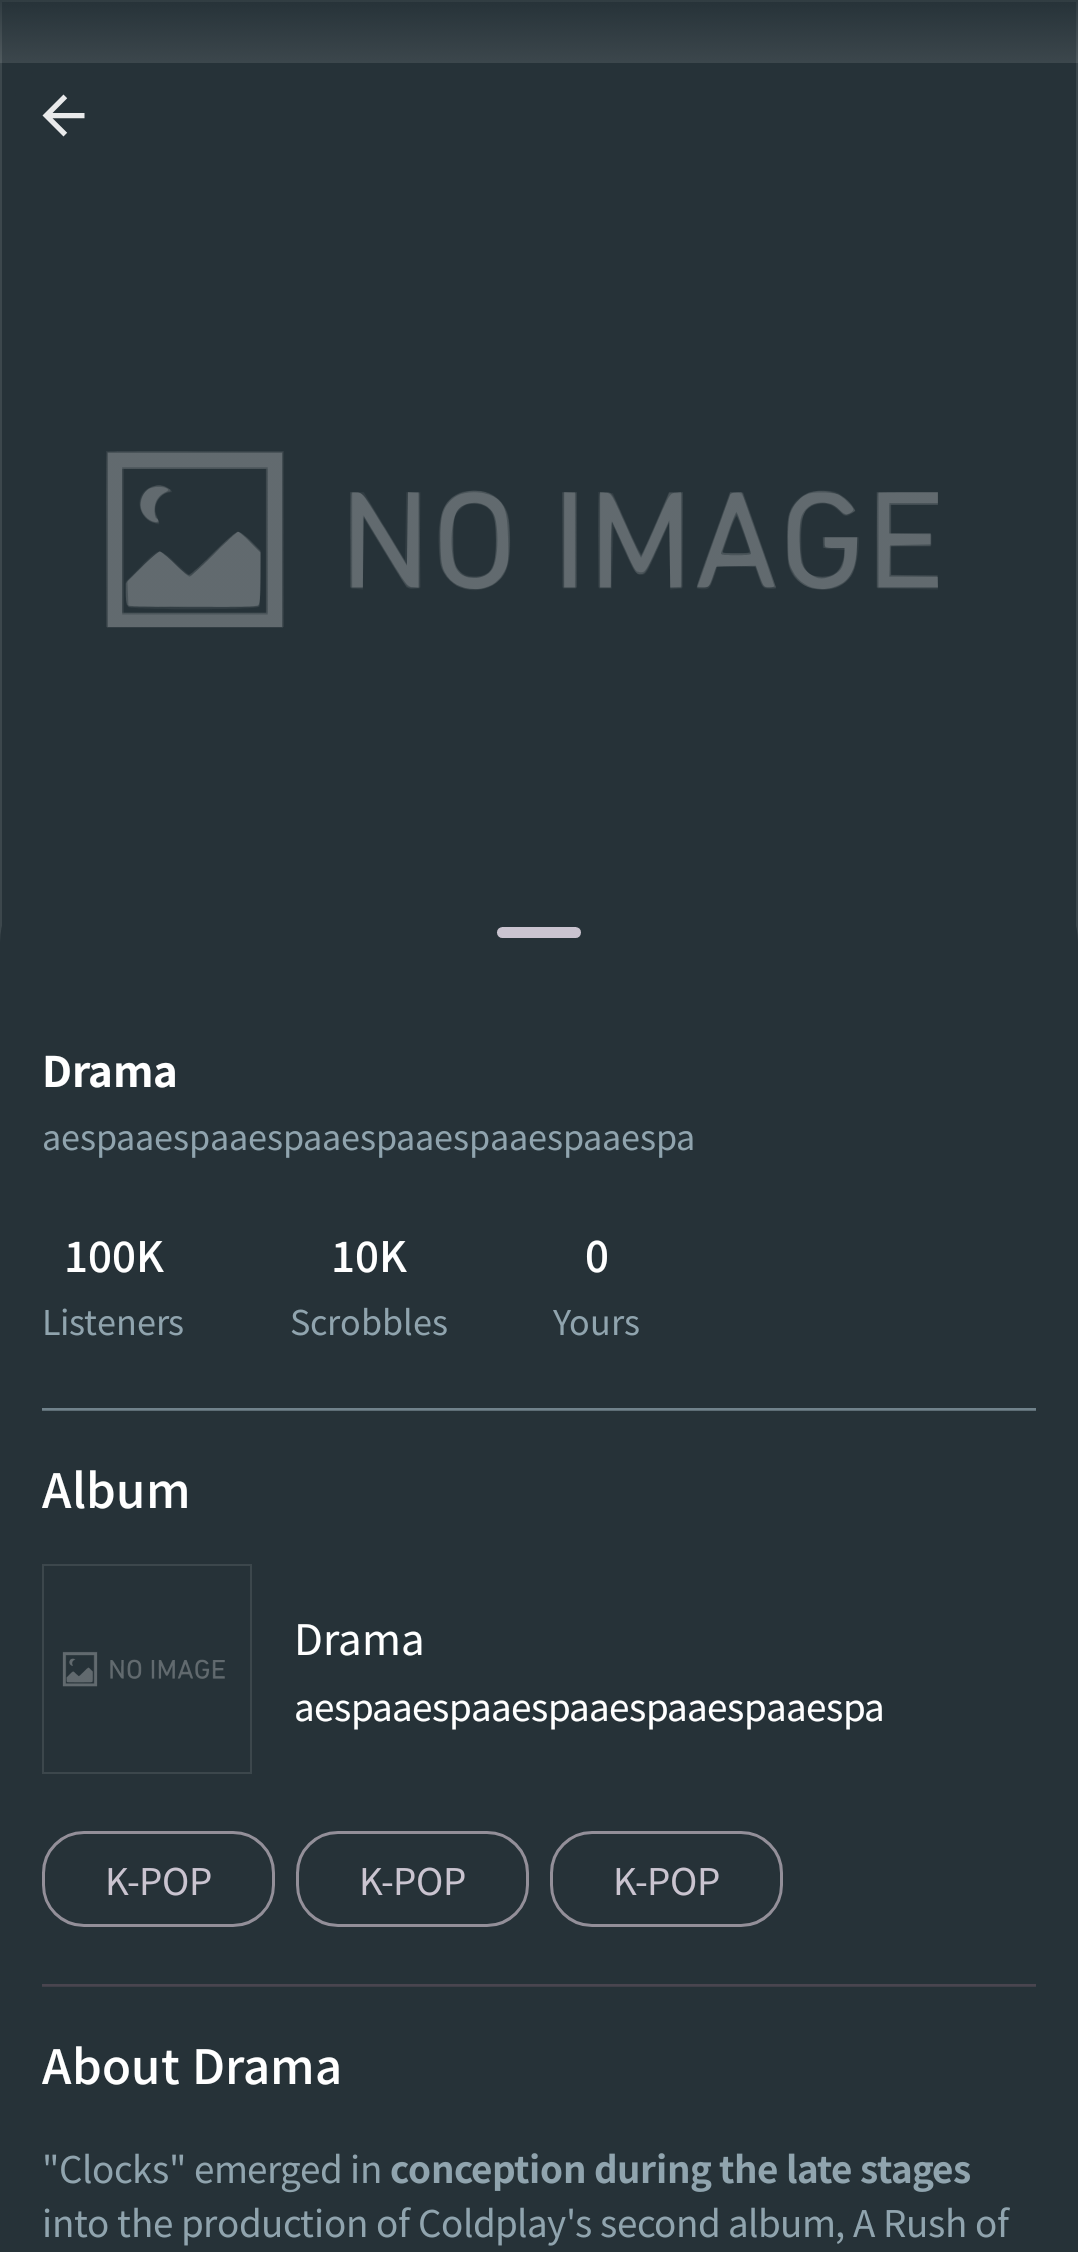 NO IMAGE
Drama
aespaaespaaespaaespaaespaaespaaespa
100K 10K 0
Listeners Scrobbles Yours
Album
NO IMAGE
Drama
aespaaespaaespaaespaaespaaespa
K-POP K-POP K-POP
About Drama
"Clocks" emerged in conception during the late stages
into the production of Coldplay's second album, A Rush of